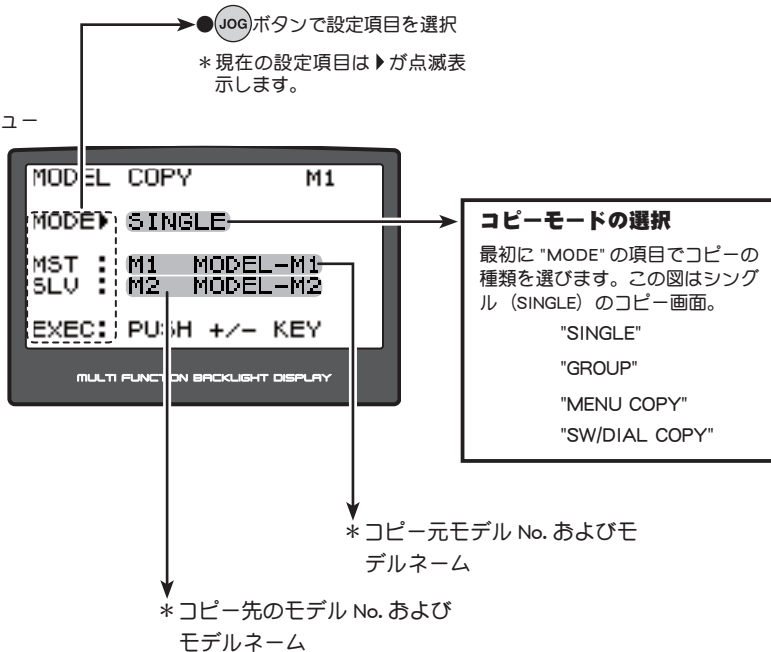 ●JOGボタンで設定項目を選択
＊現在の設定項目は▶が点滅表
示します。
ュー
MODEL COPY M1
MODE▶ SINGLE
MST : M1 MODEL-M1
SLV : M2 MODEL-M2
EXEC: PUSH +/- KEY
MULTI FUNCTION BACKLIGHT DISPLAY
コピーモードの選択
最初に "MODE" の項目でコピーの
種類を選びます。この図はシング
ル（SINGLE）のコピー画面。
"SINGLE"
"GROUP"
"MENU COPY"
"SW/DIAL COPY"
＊コピー元モデル No. およびモ
デルネーム
＊コピー先のモデル No. および
モデルネーム